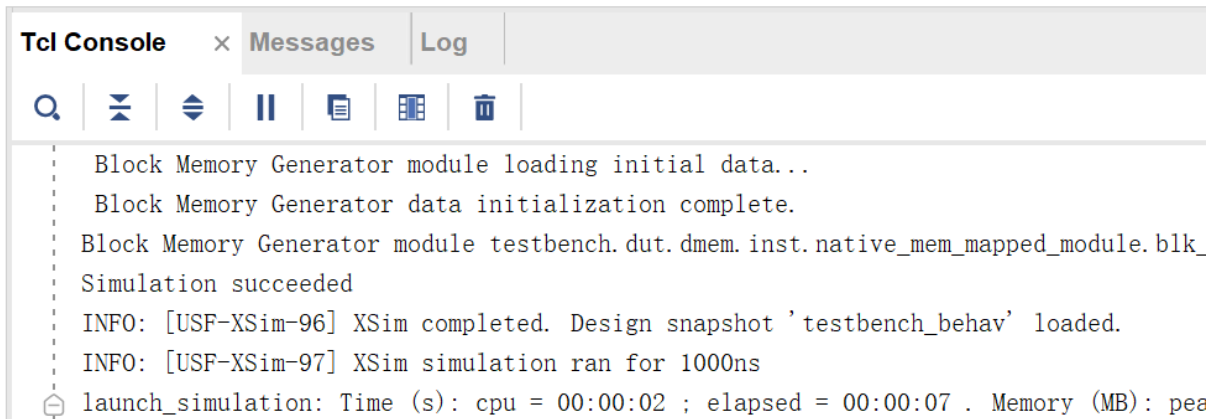 Tcl Console × Messages Log
Block Memory Generator module loading initial data...
Block Memory Generator data initialization complete.
Block Memory Generator module testbench.dut.dmem.inst.native_mem_mapped_module.blk_
Simulation succeeded
INFO: [USF-XSim-96] XSim completed. Design snapshot 'testbench_behav' loaded.
INFO: [USF-XSim-97] XSim simulation ran for 1000ns
launch_simulation: Time (s): cpu = 00:00:02 ; elapsed = 00:00:07 . Memory (MB): pea